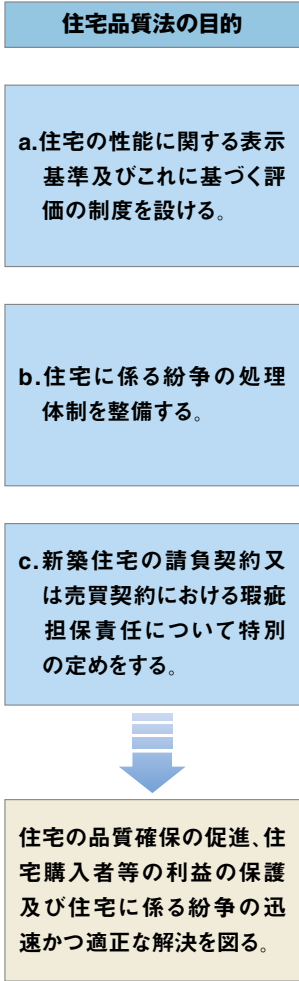 住宅品質法の目的
a.住宅の性能に関する表示
基準及びこれに基づく評
価の制度を設ける。
b.住宅に係る紛争の処理
体制を整備する。
c.新築住宅の請負契約又
は売買契約における瑕疵
担保責任について特別
の定めをする。
住宅の品質確保の促進、住
宅購入者等の利益の保護
及び住宅に係る紛争の迅
速かつ適正な解決を図る。